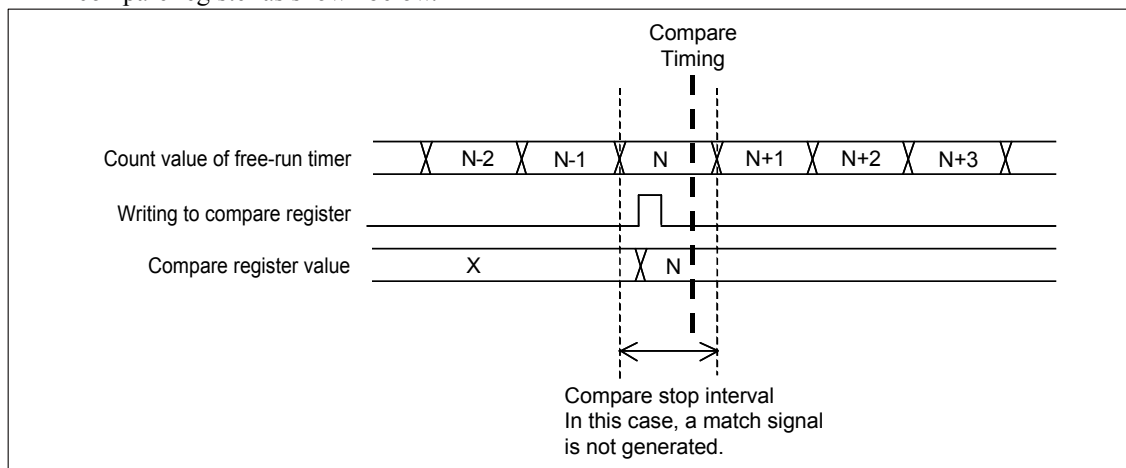 Compare
Timing
Count value of free-run timer
N-2
N-1
N
N+1
N+2
N+3
Writing to compare register
Compare register value
X
N
Compare stop interval
In this case, a match signal
is not generated.